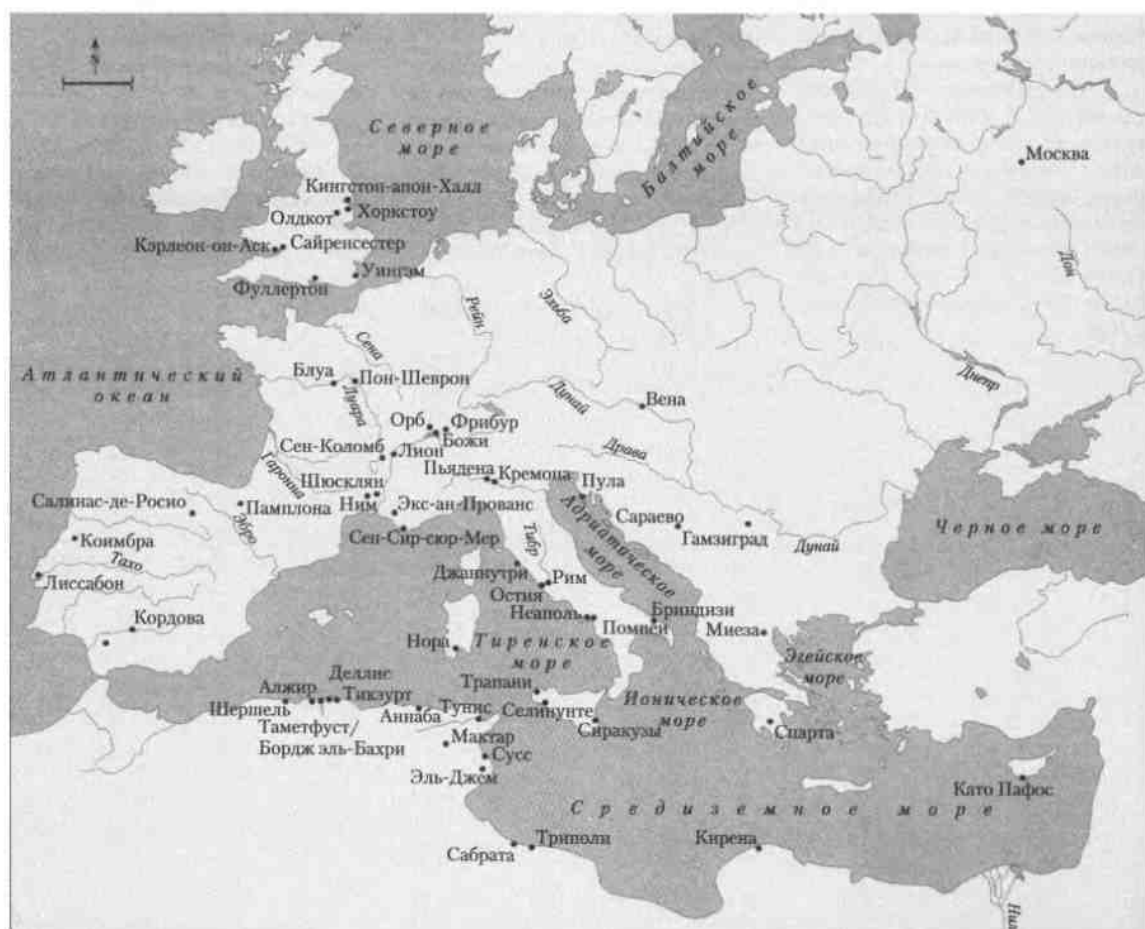 N
Северное
море
Балтийское
море
Москва
Кингстон-апон-Халл
Хоркстоу
Олдкот
Кэрлеон-он-Аск
Сайренсестер
Уингэм
Фуллертон
Дон
Рейн
Эльба
Сена
Атлантический
океан
Блуа
Пон-Шеврон
Луара
Дунай
Вена
Днепр
Орб
Фрибур
Божи
Сен-Коломб
Лион
Драва
Гаронна
Пьядена
Кремона
Шюсклян
Ним
Пула
Салинас-де-Росио
Памплона
Эбро
Экс-ан-Прованс
Сараево
Гамзиград
Черное море
Сен-Сир-сюр-Мер
Тибр
Адриатическое
море
Дунай
Коимбра
Тахо
Джаннутри
Рим
Лиссабон
Остия
Неаполь
Бриндизи
Кордова
Помпеи
Миеза
Нора
Тиренское
море
Эгейское
море
Деллис
Алжир
Тикзурт
Трапани
Ионическое
море
Шершель
Аннаба
Тунис
Селинунте
Таметфуст/
Бордж эль-Бахри
Сиракузы
Спарта
Мактар
Сусс
Эль-Джем
Като Пафос
Средиземное море
Сабрата
Триполи
Кирена
Нил